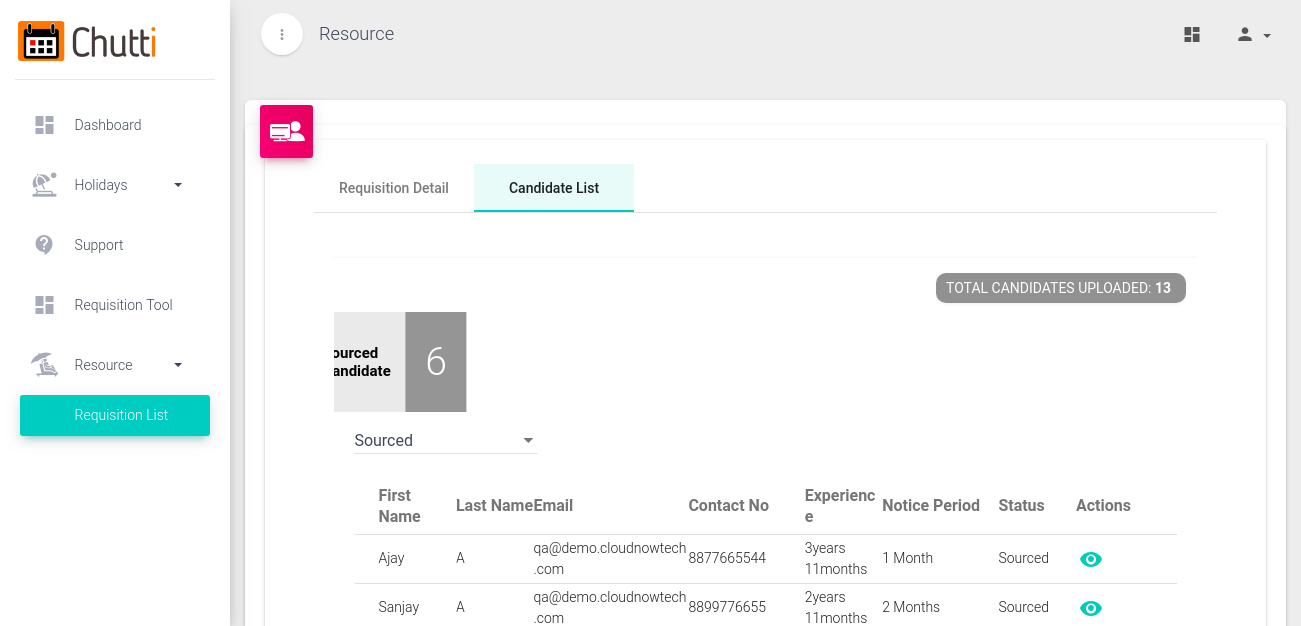 Chutti
Resource
Dashboard
Holidays
Support
Requisition Tool
Resource
Requisition List
Requisition Detail
Candidate List
TOTAL CANDIDATES UPLOADED: 13
ourced
andidate
6
Sourced
First
Name
Last Name
Email
Contact No
Experienc
e
Notice Period
Status
Actions
Ajay
A
qa@demo.cloudnowtech
.com
8877665544
3years
11months
1 Month
Sourced
Sanjay
A
qa@demo.cloudnowtech
.com
8899776655
2years
11months
2 Months
Sourced